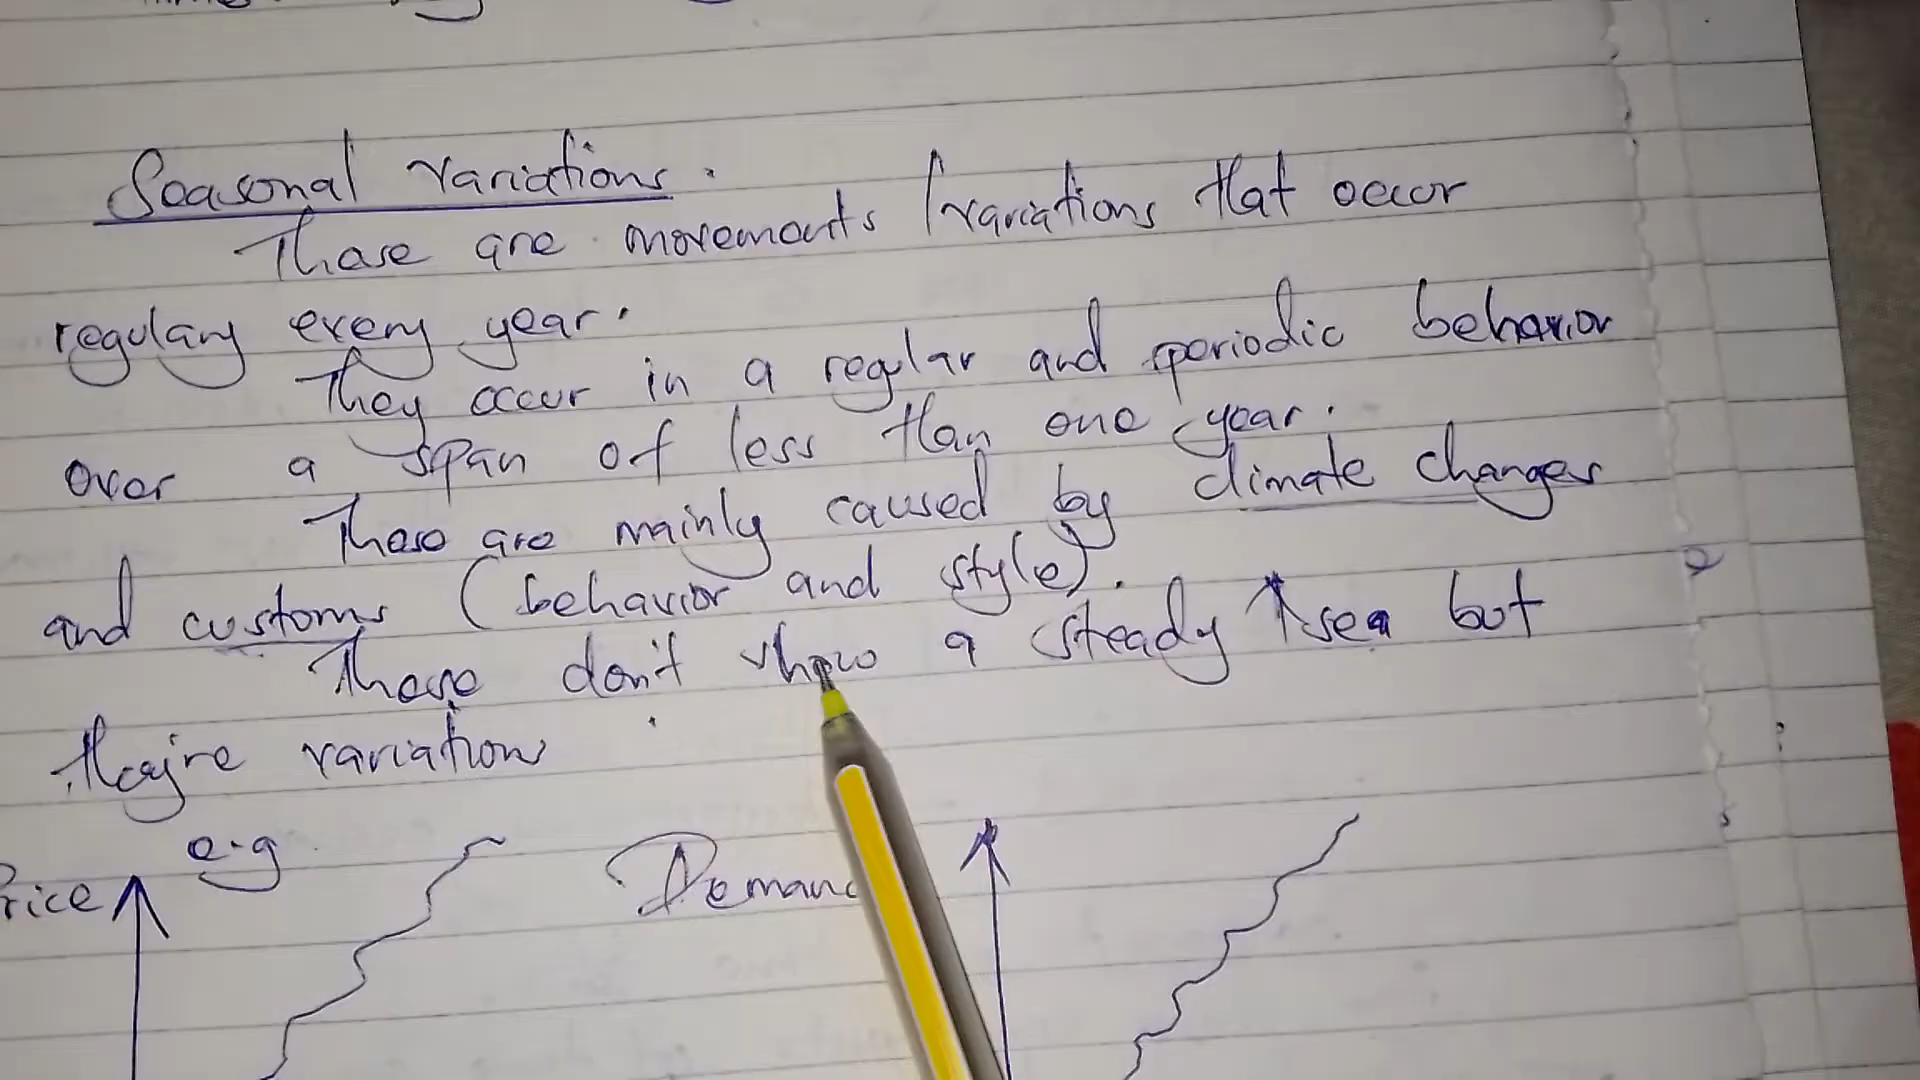 Seasonal Variations.
These are movements / variations that occur
regulary every year.
They occur in a regular and periodic behavior
over a span of less than one year.
These are mainly caused by climate changes
and customs (behavior and style).
These don't show a steady rise but
they're variations
e.g
Price
Demand